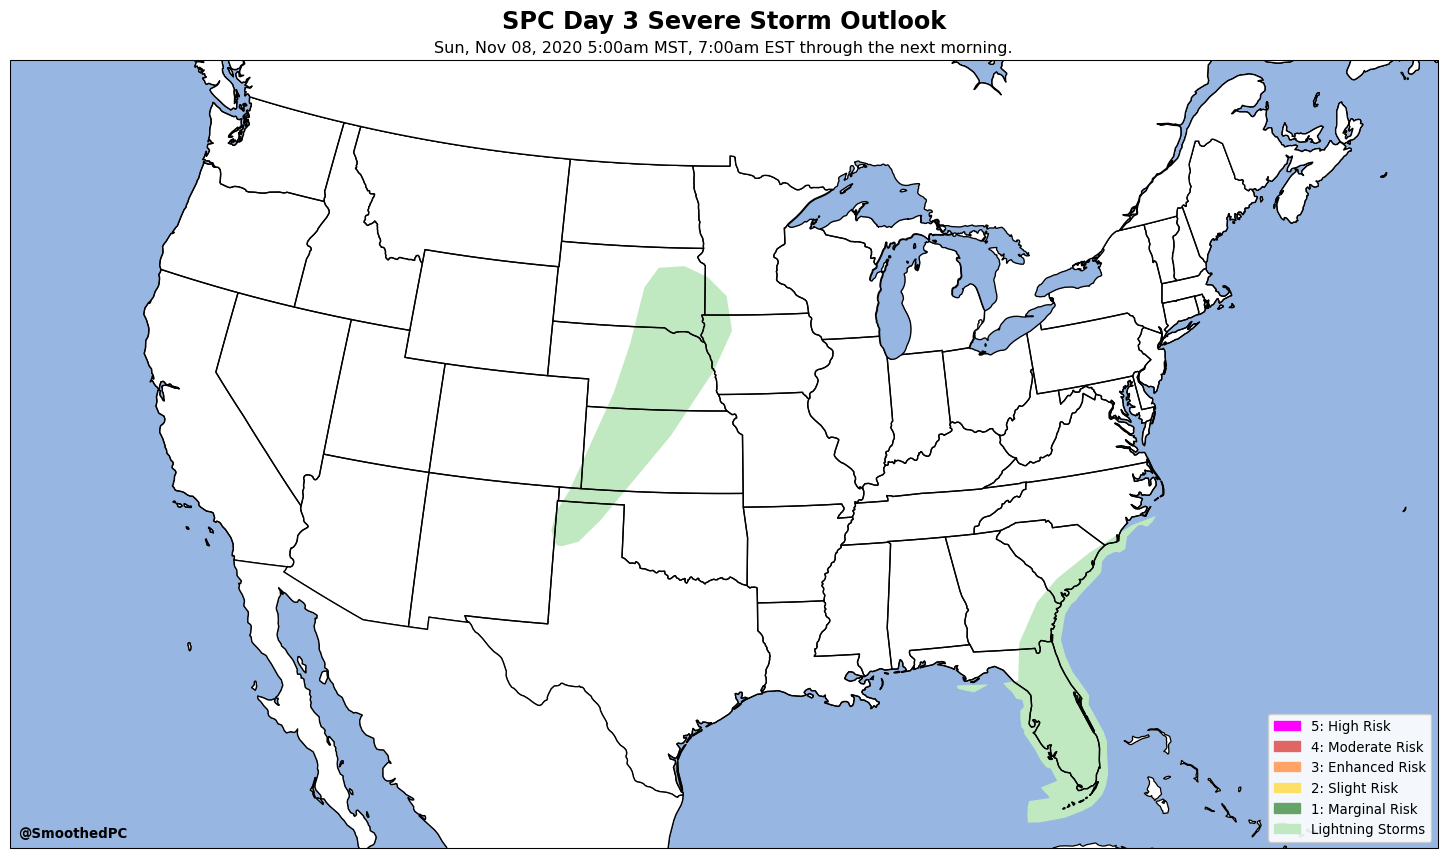 SPC Day 3 Severe Storm Outlook
Sun, Nov 08, 2020 5:00am MST, 7:00am EST through the next morning.
5: High Risk
4: Moderate Risk
3: Enhanced Risk
2: Slight Risk
1: Marginal Risk
Lightning Storms
@SmoothedPC